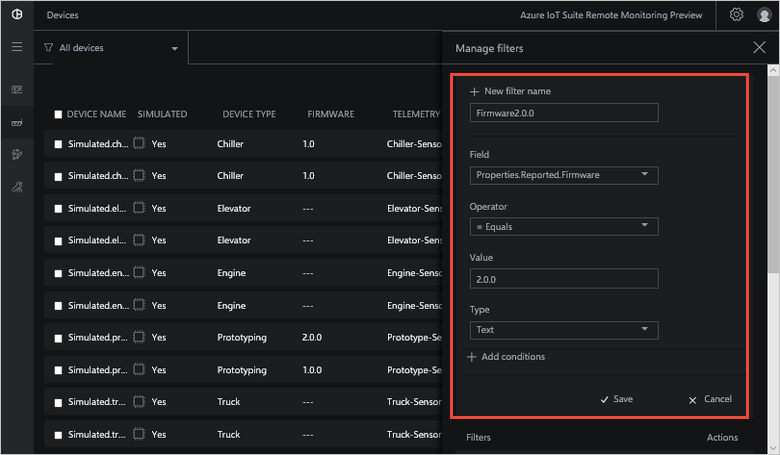 Devices
Azure IoT Suite Remote Monitoring Preview
All devices
DEVICE NAME SIMULATED DEVICE TYPE FIRMWARE TELEMETRY
Simulated.ch... Yes Chiller 1.0 Chiller-Senso
Simulated.ch... Yes Chiller 1.0 Chiller-Senso
Simulated.el... Yes Elevator --- Elevator-Sens
Simulated.el... Yes Elevator --- Elevator-Sens
Simulated.en... Yes Engine --- Engine-Sensor
Simulated.en... Yes Engine --- Engine-Sensor
Simulated.pr... Yes Prototyping 2.0.0 Prototype-Se
Simulated.pr... Yes Prototyping 1.0.0 Prototype-Se
Simulated.tr... Yes Truck --- Truck-Sensor
Simulated.tr... Yes Truck --- Truck-Sensor
Manage filters
New filter name
Firmware2.0.0
Field
Properties.Reported.Firmware
Operator
= Equals
Value
2.0.0
Type
Text
Add conditions
Save Cancel
Filters Actions